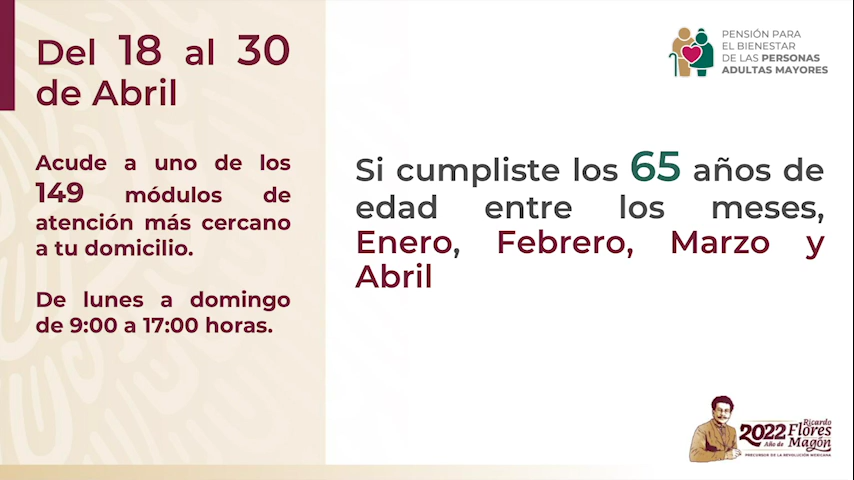 Del 18 al 30
de Abril
Acude a uno de los
149 módulos de
atención más cercano
a tu domicilio.
De lunes a domingo
de 9:00 a 17:00 horas.
PENSIÓN PARA
EL BIENESTAR
DE LAS PERSONAS
ADULTAS MAYORES
Si cumpliste los 65 años de
edad entre los meses,
Enero, Febrero, Marzo y
Abril
2022
Año de
Ricardo
Flores
Magón
PRECURSOR DE LA REVOLUCIÓN MEXICANA